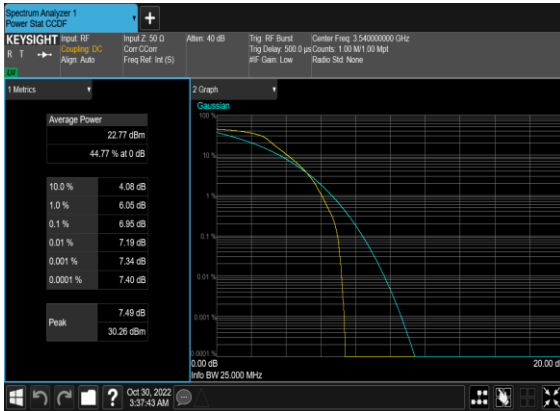 Spectrum Analyzer 1
Power Stat CCDF
KEYSIGHT
R T
Input: RF
Coupling: DC
Align: Auto
Input Z: 50 Ω
Corr CCorr
Freq Ref: Int (S)
Atten: 40 dB
Trig: RF Burst
Trig Delay: 500.0 µs
#IF Gain: Low
Center Freq: 3.540000000 GHz
Counts: 1.00 M/1.00 Mpt
Radio Std: None
1 Metrics
Average Power
22.77 dBm
44.77 % at 0 dB
10.0 % 4.08 dB
1.0 % 6.05 dB
0.1 % 6.95 dB
0.01 % 7.19 dB
0.001 % 7.34 dB
0.0001 % 7.40 dB
Peak
7.49 dB
30.26 dBm
2 Graph
Gaussian
100 %
10 %
1 %
0.1 %
0.01 %
0.001 %
0.0001 %
0.00 dB
20.00 d
Info BW 25.000 MHz
?
Oct 30, 2022
3:37:43 AM